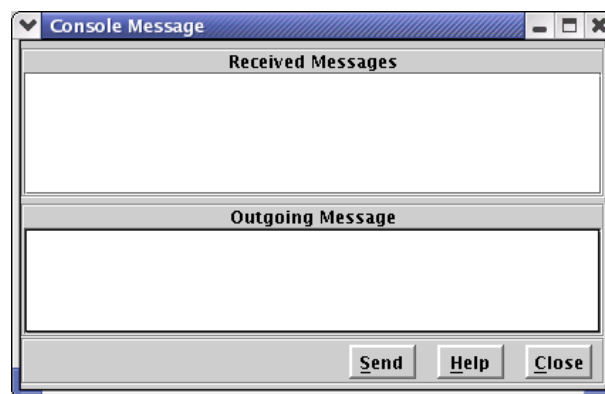 Console Message
Received Messages
Outgoing Message
Send Help Close